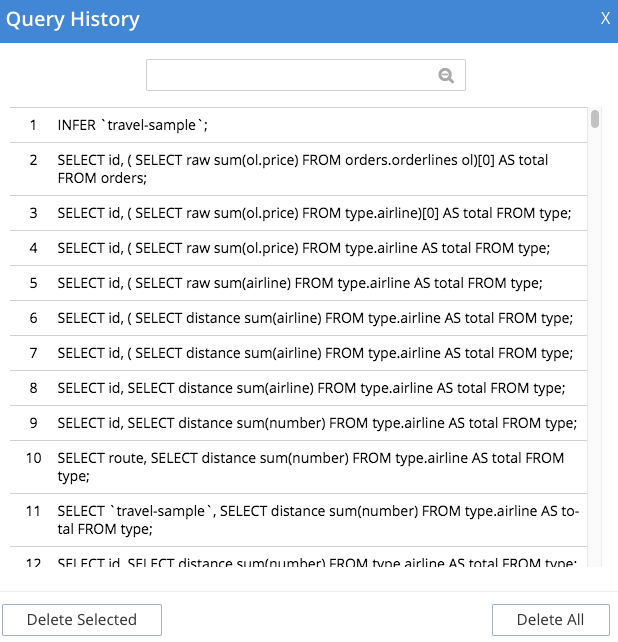 Query History
X
1 INFER `travel-sample`;
2 SELECT id, ( SELECT raw sum(ol.price) FROM orders.orderlines ol)[0] AS total
FROM orders;
3 SELECT id, ( SELECT raw sum(ol.price) FROM type.airline)[0] AS total FROM type;
4 SELECT id, ( SELECT raw sum(ol.price) FROM type.airline AS total FROM type;
5 SELECT id, ( SELECT raw sum(airline) FROM type.airline AS total FROM type;
6 SELECT id, ( SELECT distance sum(airline) FROM type.airline AS total FROM type;
7 SELECT id, ( SELECT distance sum(airline) FROM type.airline AS total FROM type;
8 SELECT id, SELECT distance sum(airline) FROM type.airline AS total FROM type;
9 SELECT id, SELECT distance sum(number) FROM type.airline AS total FROM type;
10 SELECT route, SELECT distance sum(number) FROM type.airline AS total FROM
type;
11 SELECT `travel-sample`, SELECT distance sum(number) FROM type.airline AS to-
tal FROM type;
12 SELECT id, SELECT distance sum(number) FROM type.airline AS total FROM type;
Delete Selected
Delete All